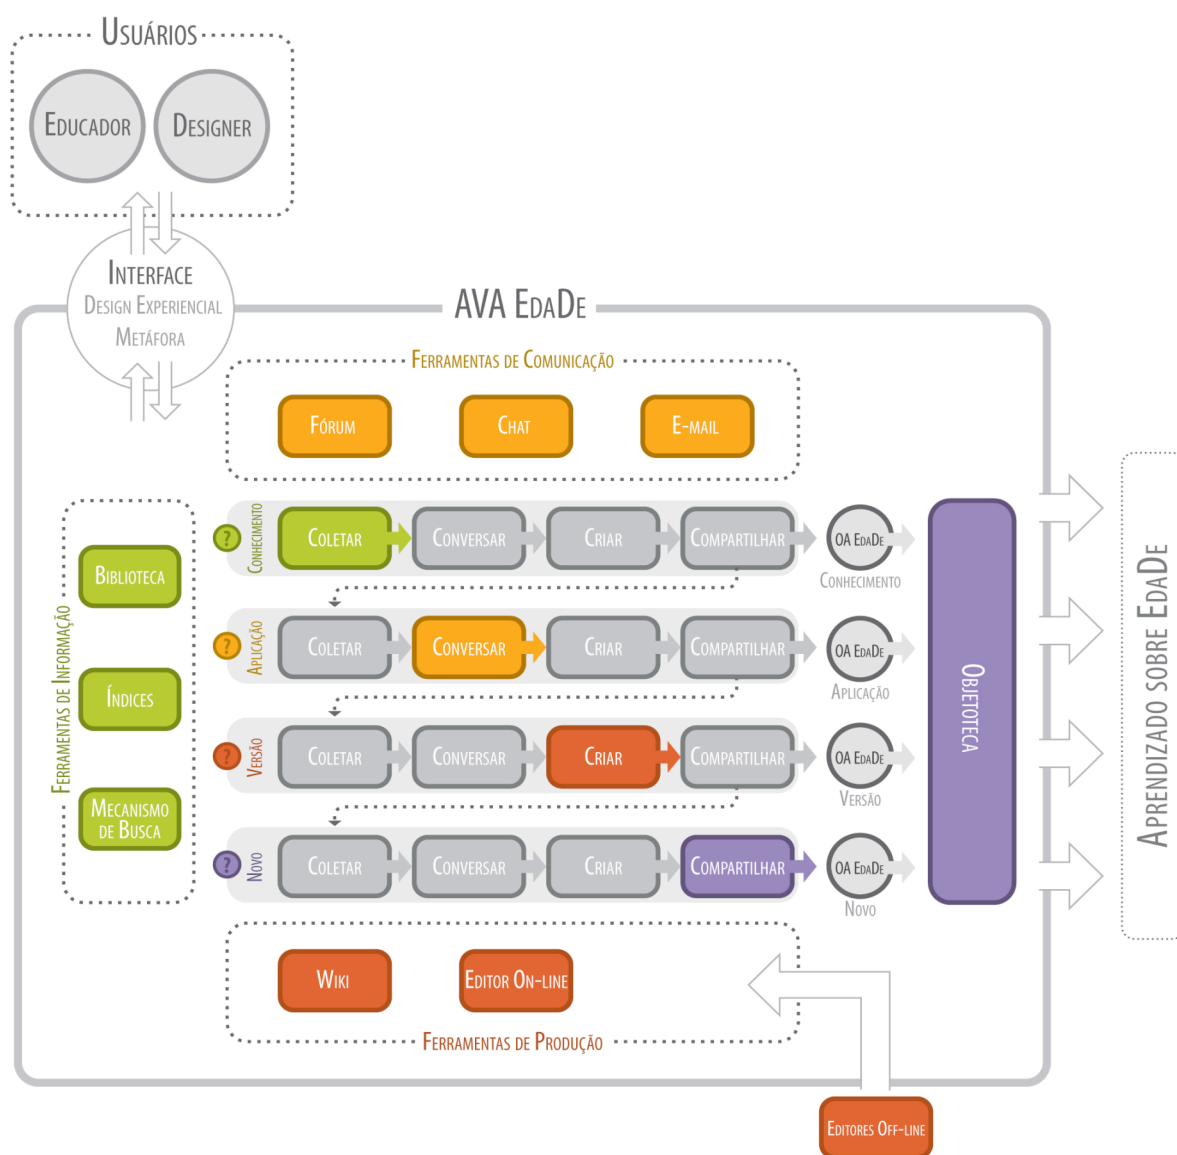 Usuários
Educador
Designer
Interface
Design Experiencial
Metáfora
AVA EdaDe
Ferramentas de Comunicação
Fórum
Chat
E-mail
Ferramentas de Informação
Biblioteca
Índices
Mecanismo
de Busca
?
Conhecimento
Coletar
Conversar
Criar
Compartilhar
OA EdaDe
Conhecimento
?
Aplicação
Coletar
Conversar
Criar
Compartilhar
OA EdaDe
Aplicação
?
Versão
Coletar
Conversar
Criar
Compartilhar
OA EdaDe
Versão
?
Novo
Coletar
Conversar
Criar
Compartilhar
OA EdaDe
Novo
Objetoteca
Aprendizado sobre EdaDe
Wiki
Editor On-line
Ferramentas de Produção
Editores Off-line